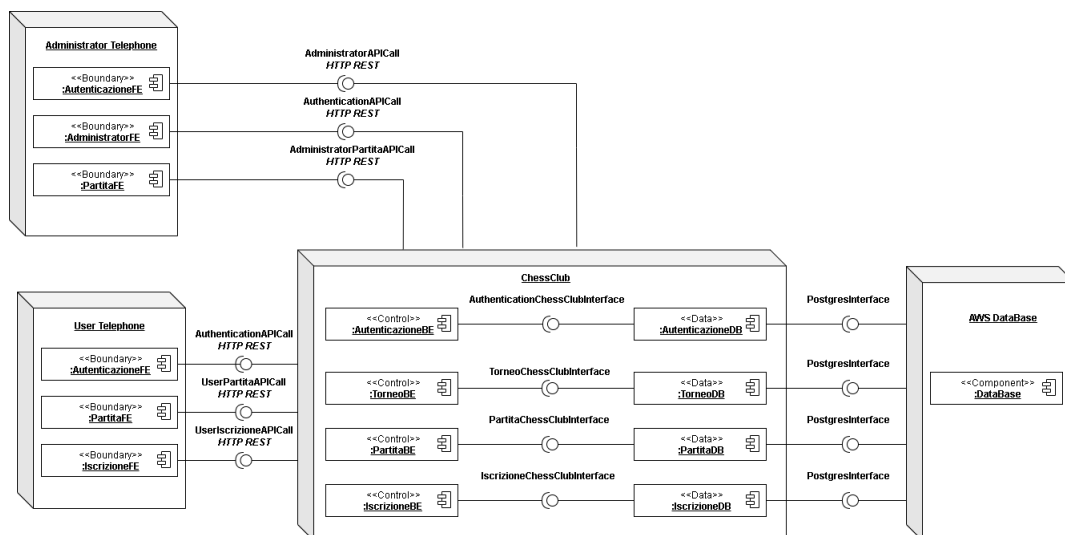 Administrator Telephone
<<Boundary>>
:AutenticazioneFE
<<Boundary>>
:AdministratorFE
<<Boundary>>
:PartitaFE
AdministratorAPICall
HTTP REST
AuthenticationAPICall
HTTP REST
AdministratorPartitaAPICall
HTTP REST
User Telephone
<<Boundary>>
:AutenticazioneFE
<<Boundary>>
:PartitaFE
<<Boundary>>
:IscrizioneFE
AuthenticationAPICall
HTTP REST
UserPartitaAPICall
HTTP REST
UserIscrizioneAPICall
HTTP REST
ChessClub
<<Control>>
:AutenticazioneBE
AuthenticationChessClubInterface
<<Data>>
:AutenticazioneDB
<<Control>>
:TorneoBE
TorneoChessClubInterface
<<Data>>
:TorneoDB
<<Control>>
:PartitaBE
PartitaChessClubInterface
<<Data>>
:PartitaDB
<<Control>>
:IscrizioneBE
IscrizioneChessClubInterface
<<Data>>
:IscrizioneDB
PostgresInterface
PostgresInterface
PostgresInterface
PostgresInterface
AWS DataBase
<<Component>>
:DataBase